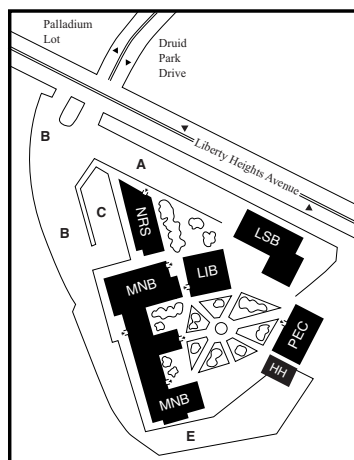 Palladium
Lot
Druid
Park
Drive
B
Liberty Heights Avenue
A
C
NRS
B
LSB
LIB
MNB
PEC
HH
MNB
E